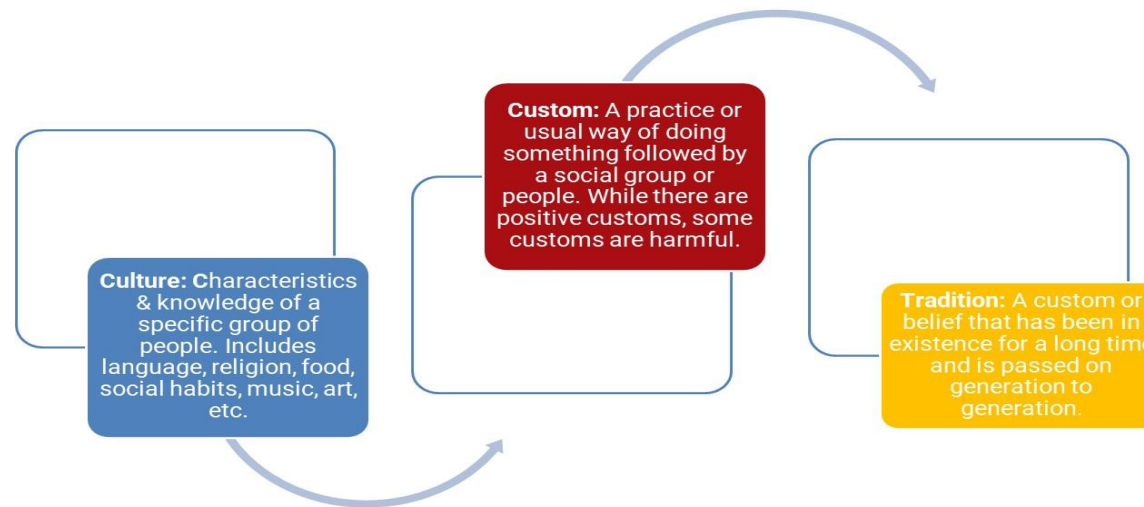 Culture: Characteristics
& knowledge of a
specific group of
people. Includes
language, religion, food,
social habits, music, art,
etc.
Custom: A practice or
usual way of doing
something followed by
a social group or
people. While there are
positive customs, some
customs are harmful.
Tradition: A custom or
belief that has been in
existence for a long time
and is passed on
generation to
generation.